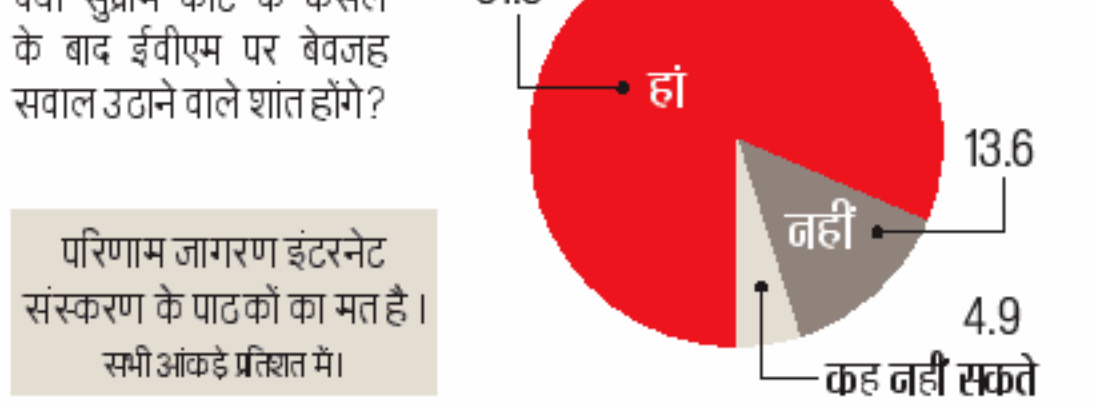 के बाद ईवीएम पर बेवजह
सवाल उठाने वाले शांत होंगे?
हां
13.6
नहीं
4.9
कह नहीं सकते
परिणाम जागरण इंटरनेट
संस्करण के पाठकों का मत है।
सभी आंकड़े प्रतिशत में।